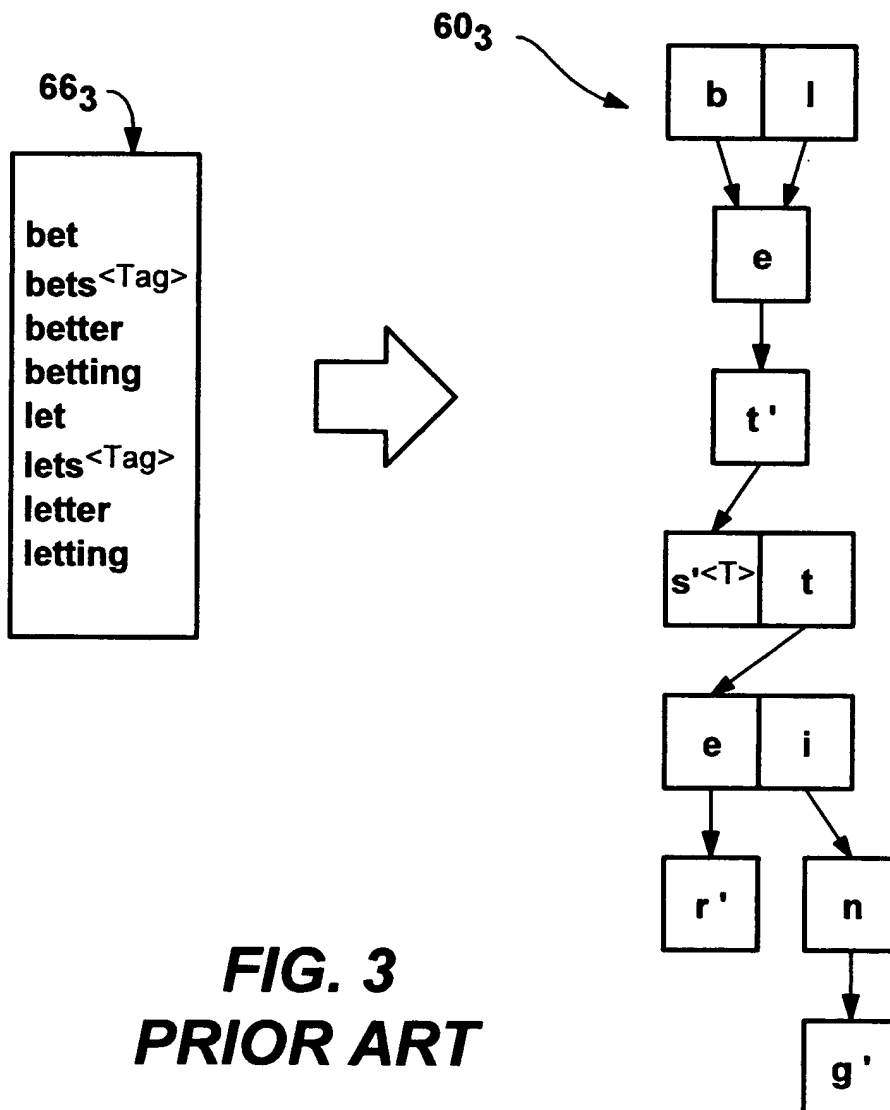 66₃
bet
bets<Tag>
better
betting
let
lets<Tag>
letter
letting
60₃
b l
e
t'
s'<T> t
e i
r' n
g'
FIG. 3
PRIOR ART